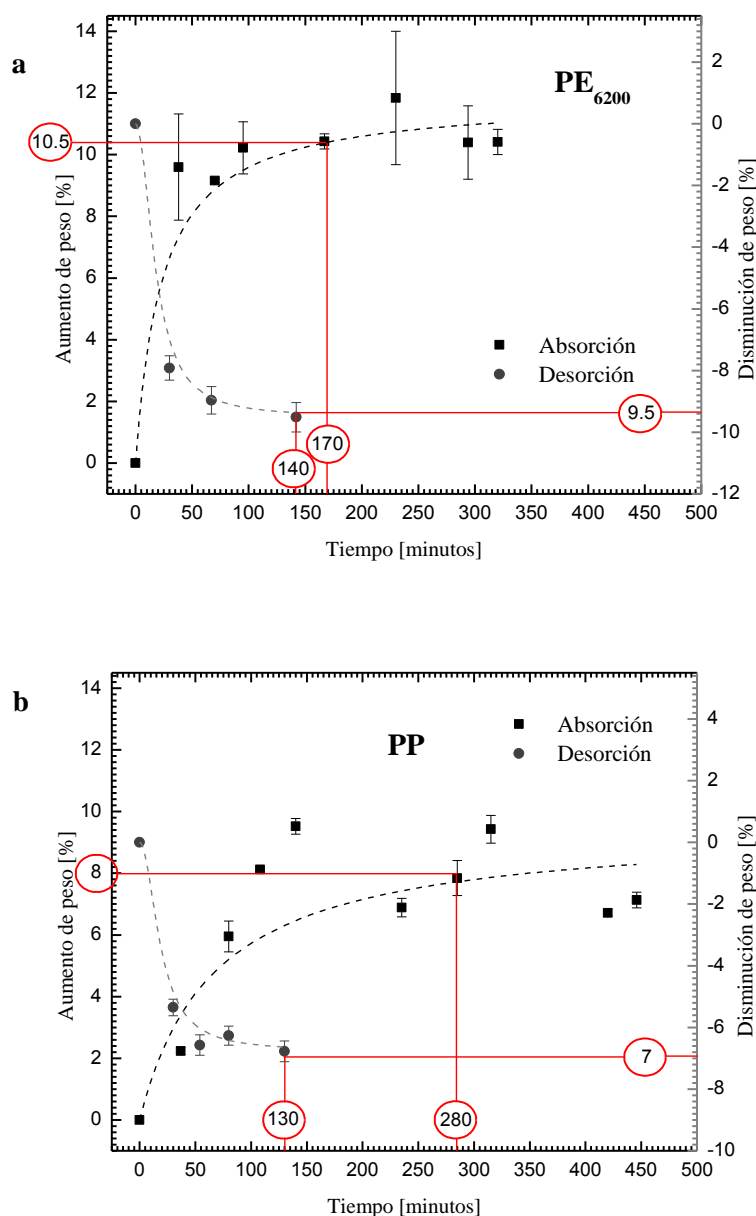 a
PE6200
14
12
10
8
6
4
2
0
Aumento de peso [%]
2
0
-2
-4
-6
-8
-10
-12
Disminución de peso [%]
10.5
Absorción
Desorción
9.5
170
140
0 50 100 150 200 250 300 350 400 450 500
Tiempo [minutos]
b
PP
14
12
10
8
6
4
2
0
Aumento de peso [%]
4
2
0
-2
-4
-6
-8
-10
Disminución de peso [%]
Absorción
Desorción
7
130
280
0 50 100 150 200 250 300 350 400 450 500
Tiempo [minutos]